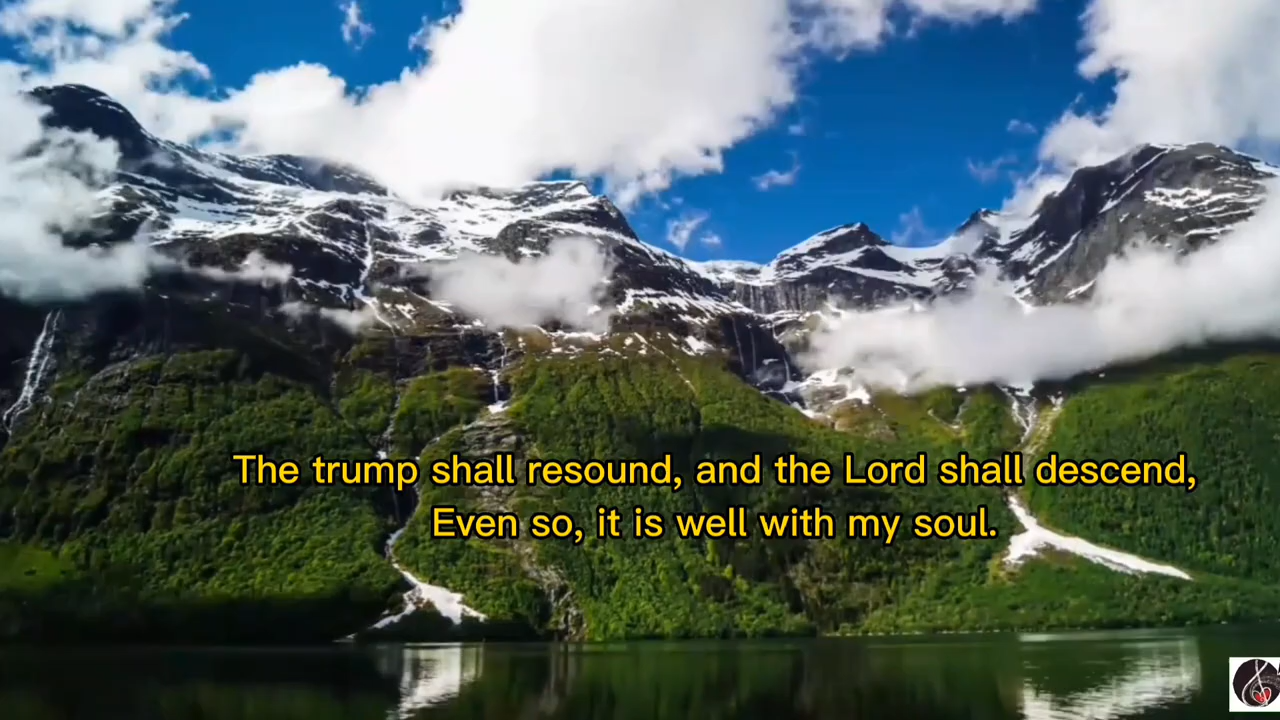 The trump shall resound, and the Lord shall descend,
Even so, it is well with my soul.